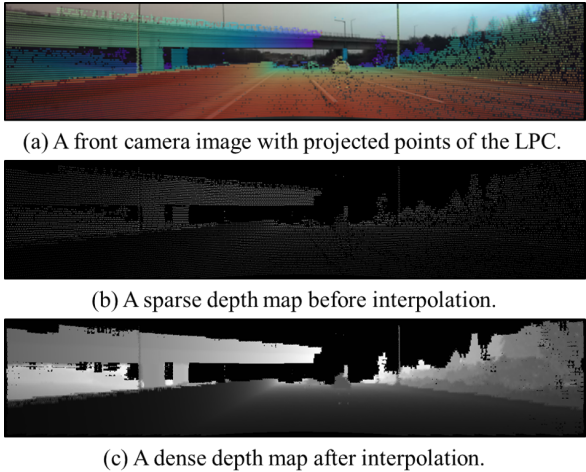 (a) A front camera image with projected points of the LPC.
(b) A sparse depth map before interpolation.
(c) A dense depth map after interpolation.